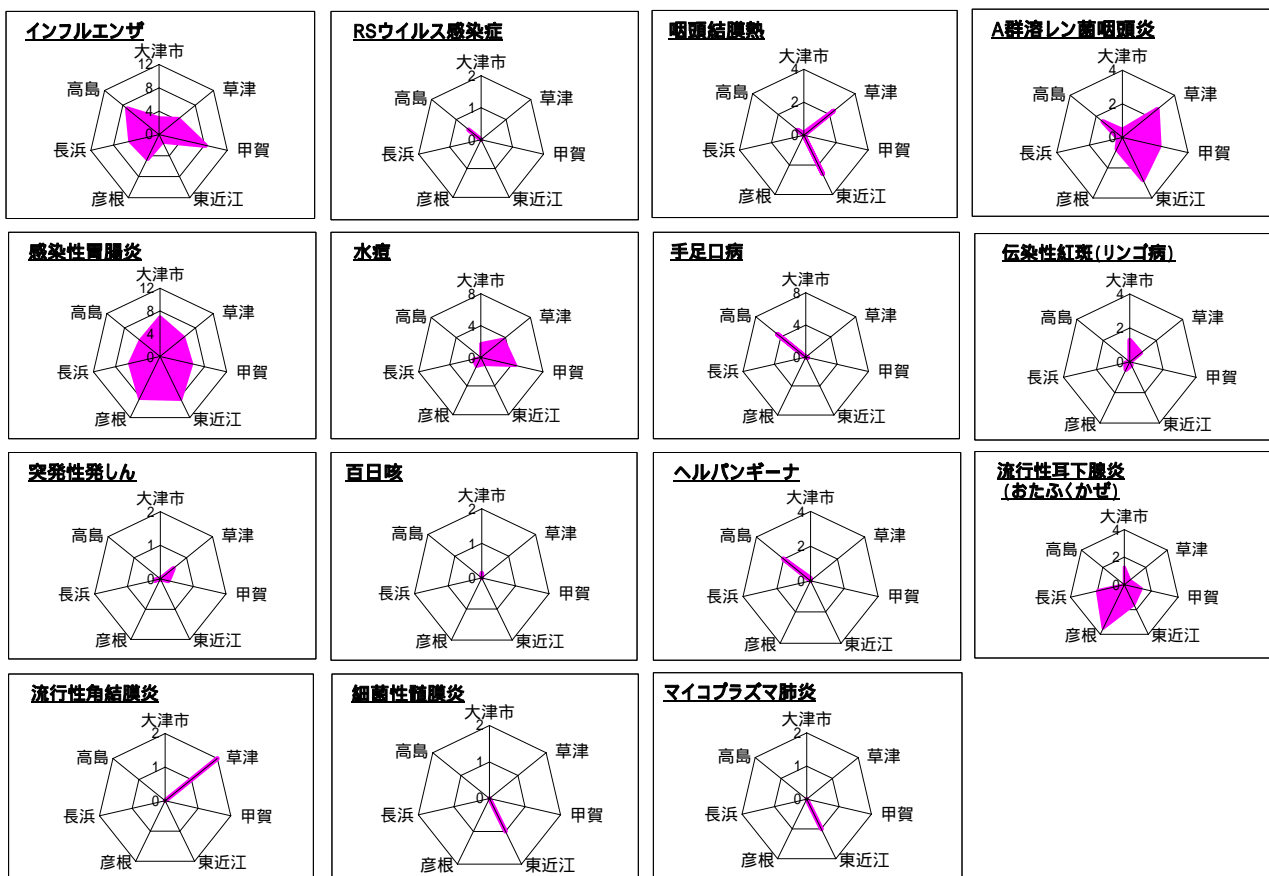 インフルエンザ
大津市
12
8
4
0
草津
甲賀
東近江
彦根
長浜
高島
RSウイルス感染症
大津市
2
1
0
草津
甲賀
東近江
彦根
長浜
高島
咽頭結膜熱
大津市
4
2
0
草津
甲賀
東近江
彦根
長浜
高島
A群溶レン菌咽頭炎
大津市
4
2
0
草津
甲賀
東近江
彦根
長浜
高島
感染性胃腸炎
大津市
12
8
4
0
草津
甲賀
東近江
彦根
長浜
高島
水痘
大津市
8
4
0
草津
甲賀
東近江
彦根
長浜
高島
手足口病
大津市
8
4
0
草津
甲賀
東近江
彦根
長浜
高島
伝染性紅斑(リンゴ病)
大津市
4
2
0
草津
甲賀
東近江
彦根
長浜
高島
突発性発しん
大津市
2
1
0
草津
甲賀
東近江
彦根
長浜
高島
百日咳
大津市
2
1
0
草津
甲賀
東近江
彦根
長浜
高島
ヘルパンギーナ
大津市
4
2
0
草津
甲賀
東近江
彦根
長浜
高島
流行性耳下腺炎
(おたふくかぜ)
大津市
4
2
0
草津
甲賀
東近江
彦根
長浜
高島
流行性角結膜炎
大津市
2
1
0
草津
甲賀
東近江
彦根
長浜
高島
細菌性髄膜炎
大津市
2
1
0
草津
甲賀
東近江
彦根
長浜
高島
マイコプラズマ肺炎
大津市
2
1
0
草津
甲賀
東近江
彦根
長浜
高島